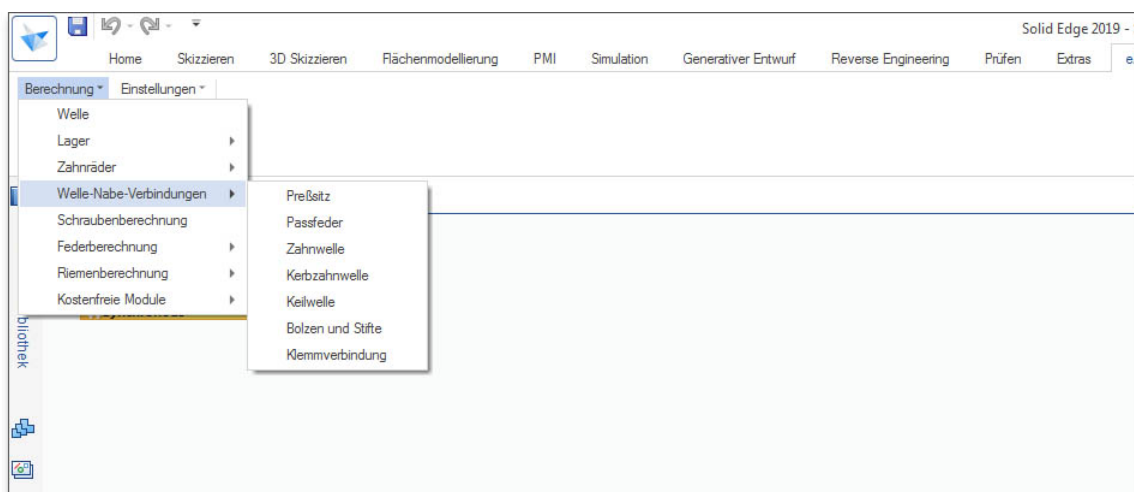 Solid Edge 2019 -
Home Skizzieren 3D Skizzieren Flächenmodellierung PMI Simulation Generativer Entwurf Reverse Engineering Prüfen Extras e
Berechnung Einstellungen
Welle
Lager
Zahnräder
Welle-Nabe-Verbindungen
Schraubenberechnung
Federberechnung
Riemenberechnung
Kostenfreie Module
Preßsitz
Passfeder
Zahnwelle
Kerbzahnwelle
Keilwelle
Bolzen und Stifte
Klemmverbindung
bliothek